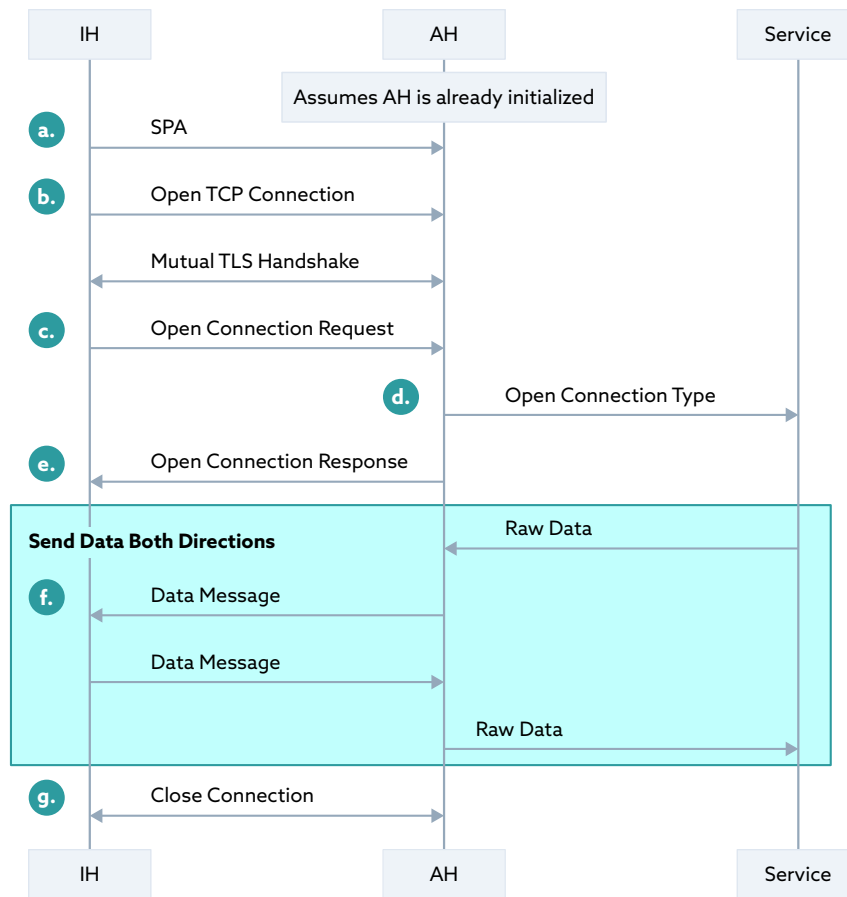 IH AH Service
Assumes AH is already initialized
a. SPA
b. Open TCP Connection
Mutual TLS Handshake
c. Open Connection Request
d. Open Connection Type
e. Open Connection Response
Raw Data
Send Data Both Directions
f. Data Message
Data Message
Raw Data
g. Close Connection
IH AH Service